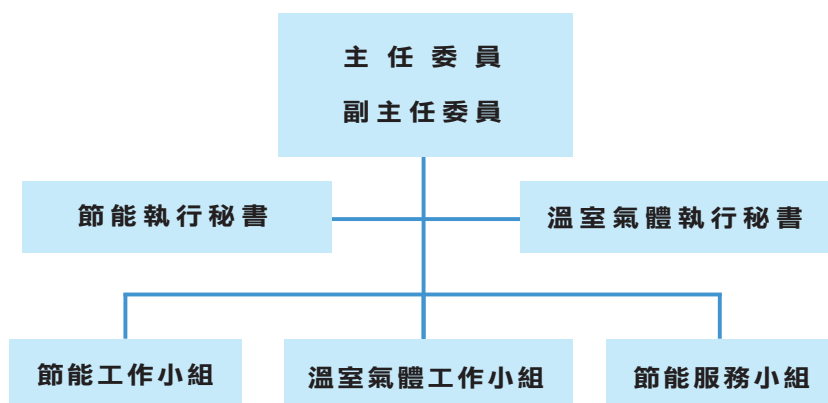 主任委員
副主任委員
節能執行秘書
溫室氣體執行秘書
節能工作小組
溫室氣體工作小組
節能服務小組